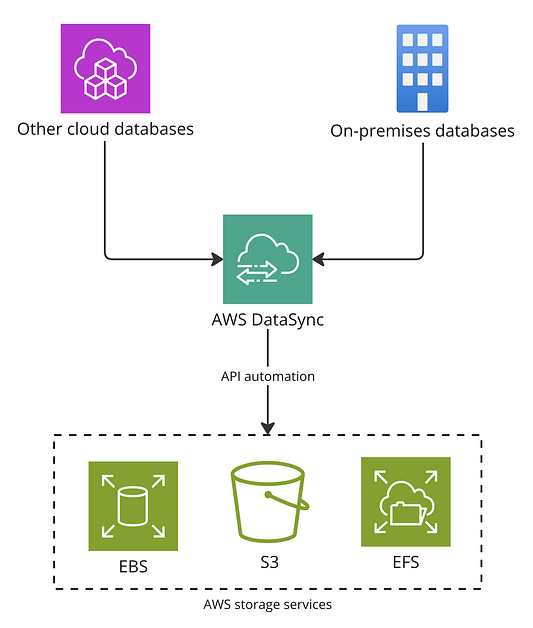 Other cloud databases
On-premises databases
AWS DataSync
API automation
EBS
S3
EFS
AWS storage services